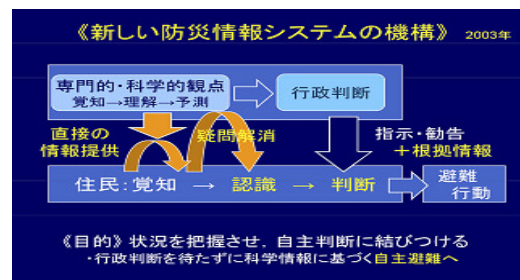 《新しい防災情報システムの機構》 2003年
専門的・科学的観点
覚知→理解→予測
行政判断
直接の
情報提供
疑問解消
指示・勧告
＋根拠情報
住民：覚知 → 認識 → 判断
避難
行動
《目的》状況を把握させ，自主判断に結びつける
・行政判断を待たずに科学情報に基づく自主避難へ